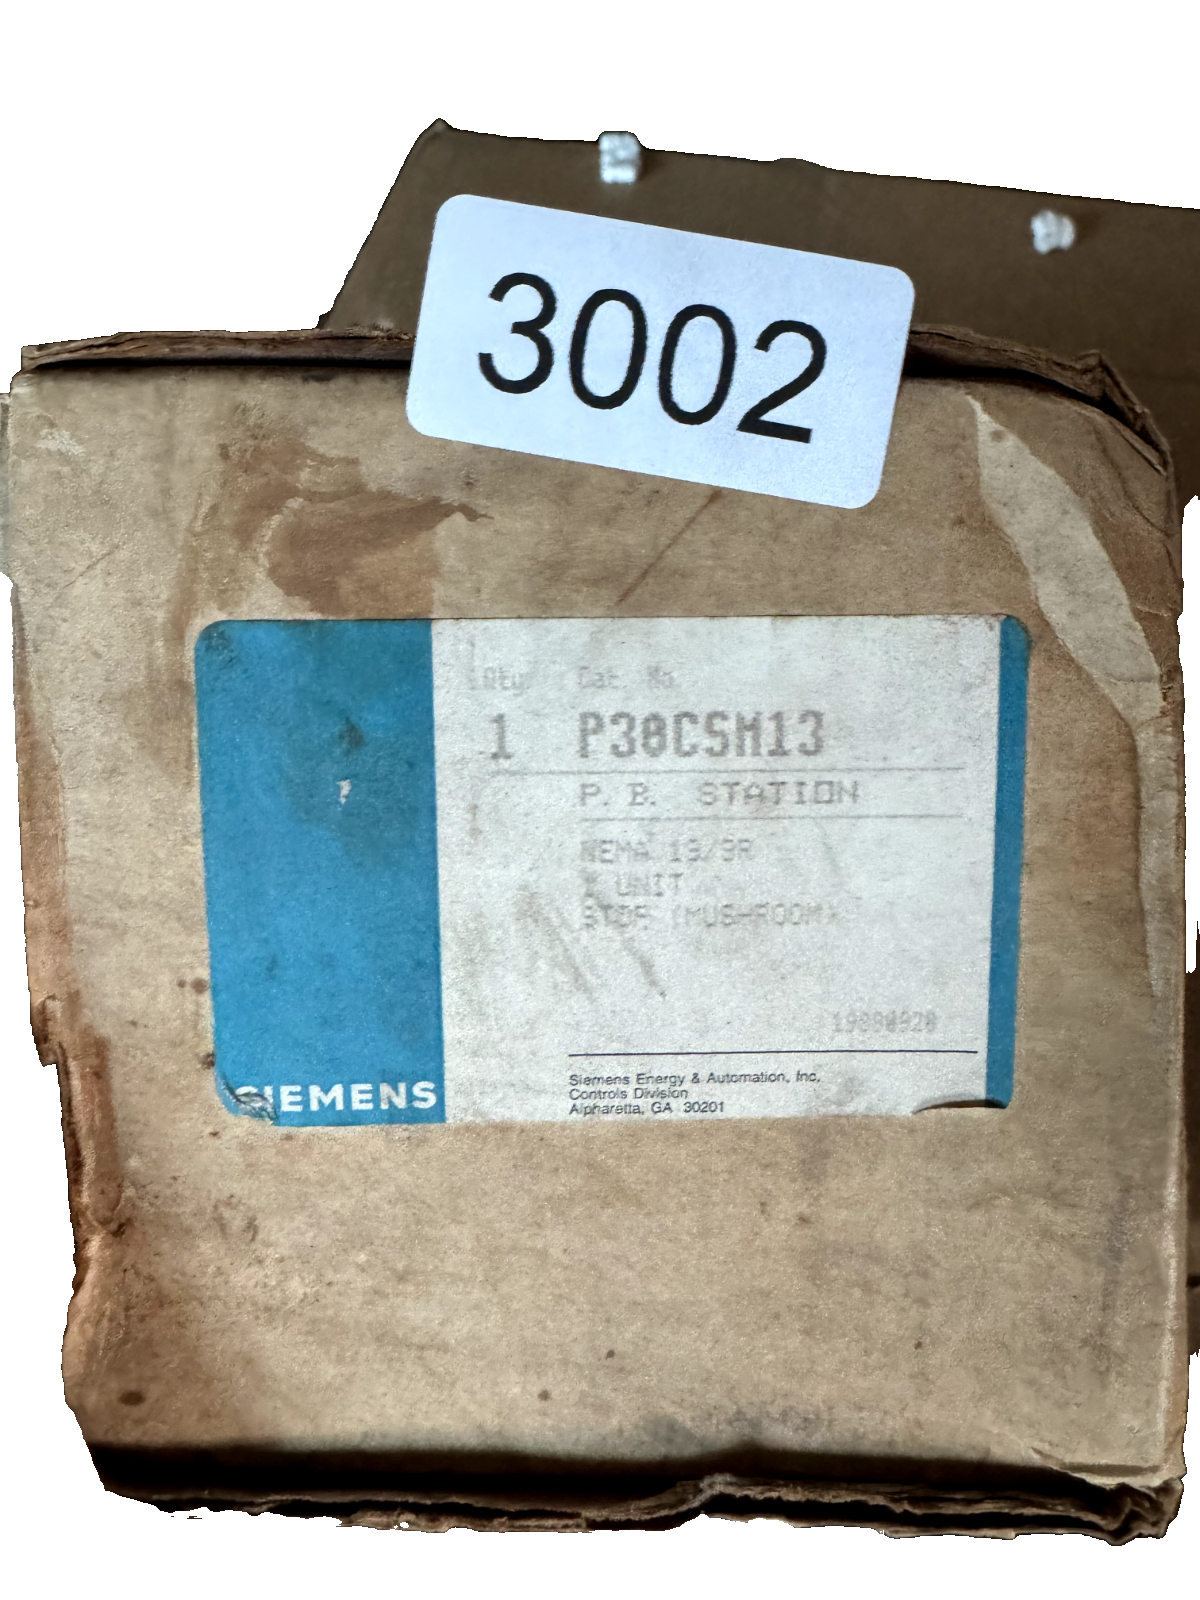 3002
Qty Cat. No.
1 P30CSM13
P. B. STATION
NEMA 13/3R
1 UNIT
STOP (MUSHROOM)
19880920
SIEMENS
Siemens Energy & Automation, Inc.
Controls Division
Alpharetta, GA 30201